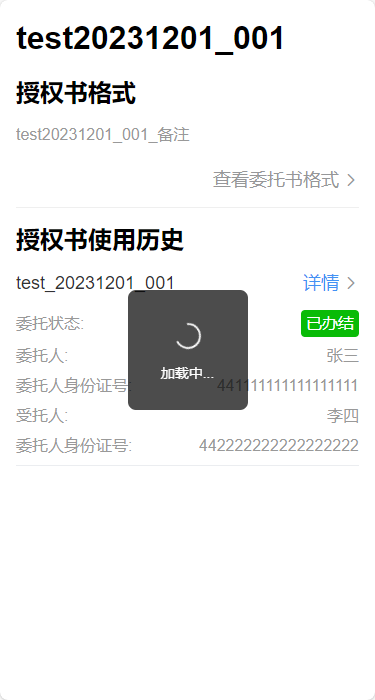 test20231201_001
授权书格式
test20231201_001_备注
查看委托书格式
授权书使用历史
test_20231201_001 详情
委托状态: 已办结
委托人: 张三
加载中...
委托人身份证号: 441111111111111111
受托人: 李四
委托人身份证号: 442222222222222222